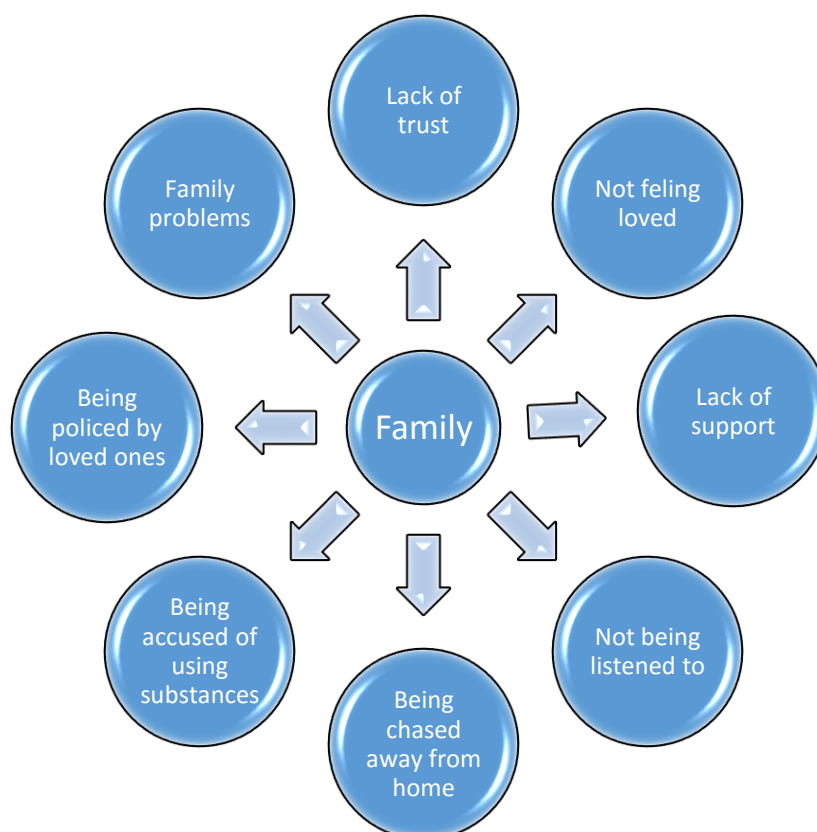 Lack of
trust
Not feling
loved
Lack of
support
Not being
listened to
Being
chased
away from
home
Being
accused of
using
substances
Being
policed by
loved ones
Family
problems
Family